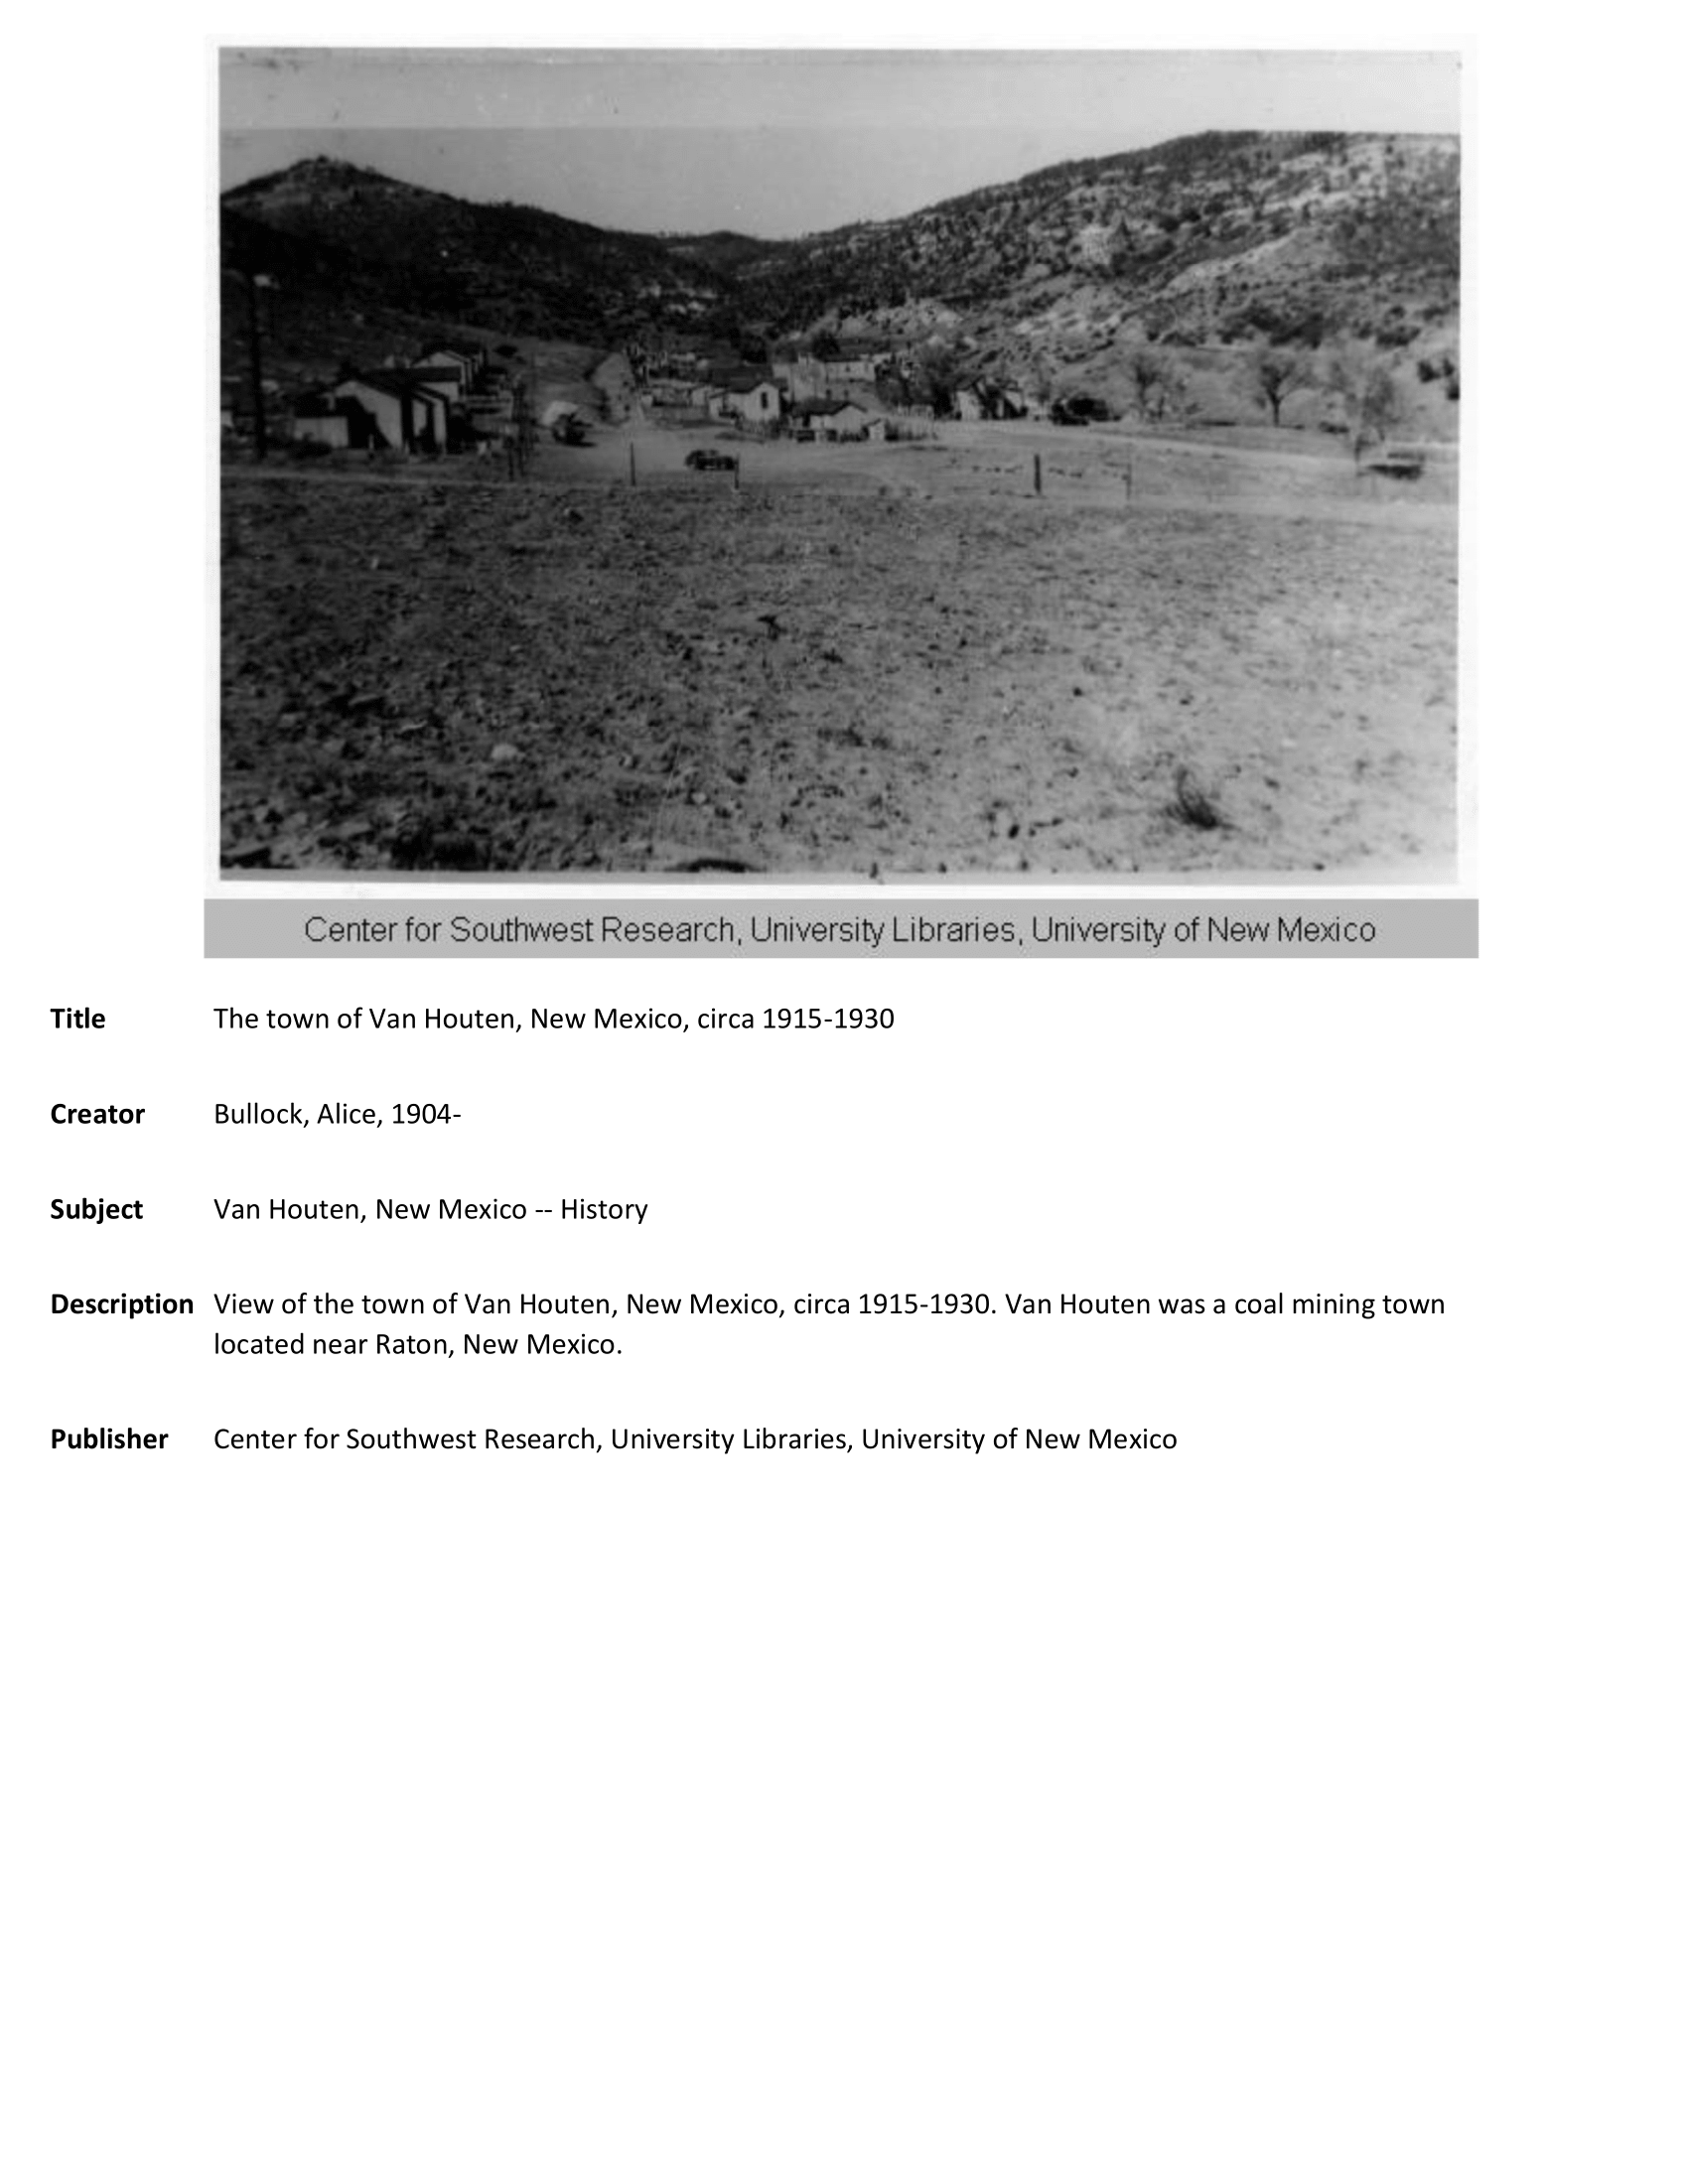 Center for Southwest Research, University Libraries, University of New Mexico
Title The town of Van Houten, New Mexico, circa 1915-1930
Creator Bullock, Alice, 1904-
Subject Van Houten, New Mexico -- History
Description View of the town of Van Houten, New Mexico, circa 1915-1930. Van Houten was a coal mining town
located near Raton, New Mexico.
Publisher Center for Southwest Research, University Libraries, University of New Mexico